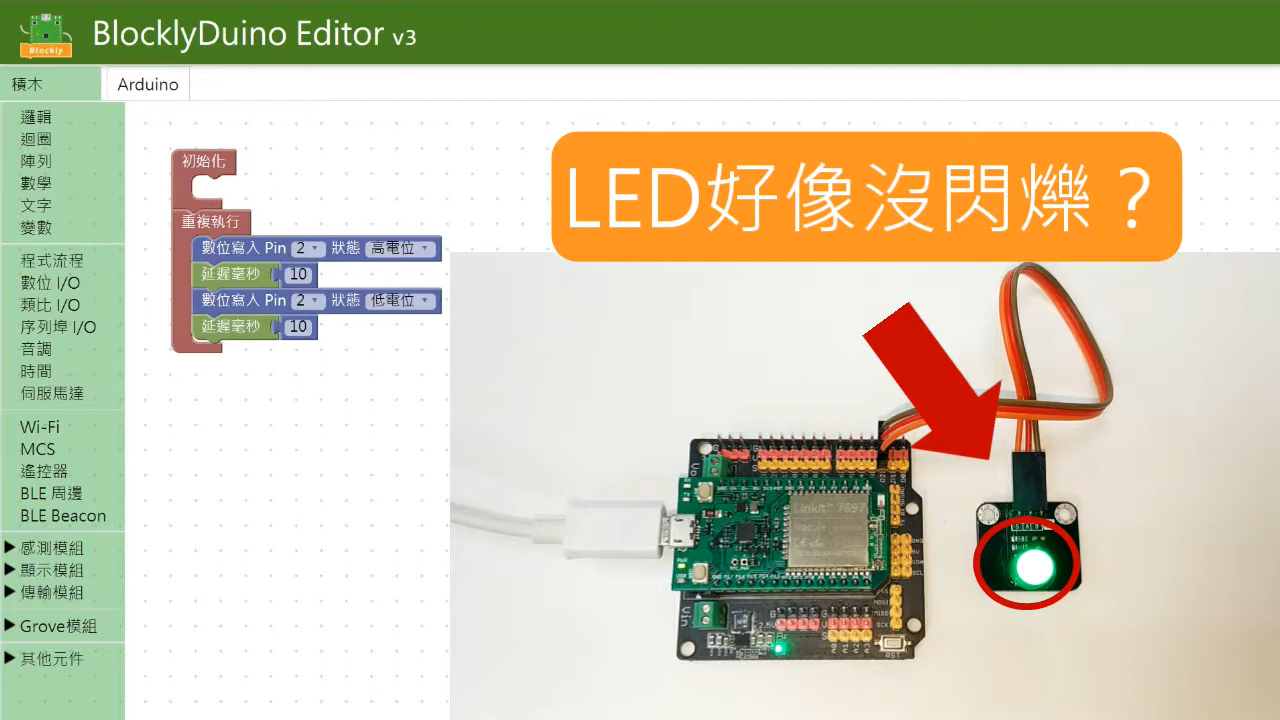 Blockly
BlocklyDuino Editor v3
積木
Arduino
邏輯
迴圈
陣列
數學
文字
變數
程式流程
數位 I/O
類比 I/O
序列埠 I/O
音調
時間
伺服馬達
Wi-Fi
MCS
遙控器
BLE 周邊
BLE Beacon
感測模組
顯示模組
傳輸模組
Grove模組
其他元件
初始化
重複執行
數位寫入 Pin 2 狀態 高電位
延遲毫秒 10
數位寫入 Pin 2 狀態 低電位
延遲毫秒 10
LED好像沒閃爍？
LinkIt 7697
Module
Vin
RST